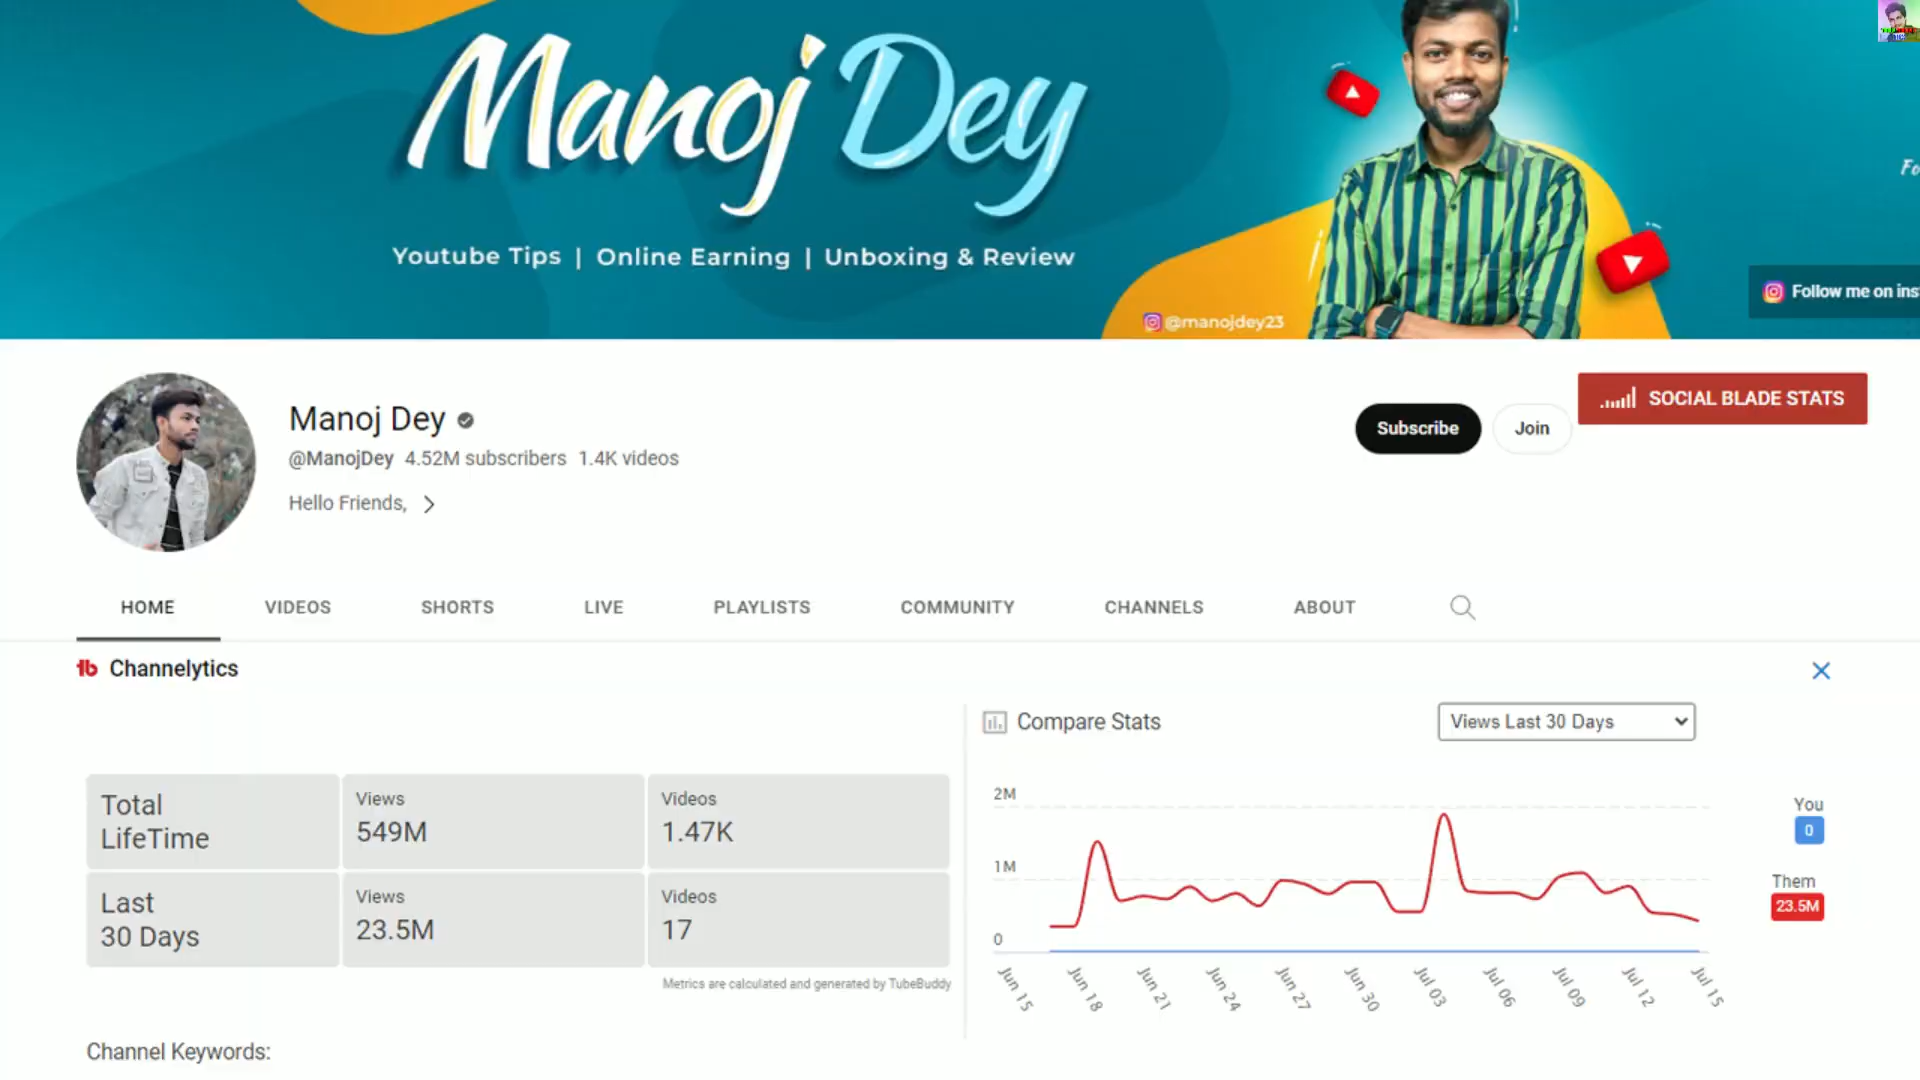 Manoj Dey
Youtube Tips | Online Earning | Unboxing & Review
@manojdey23
Fo
Follow me on ins
Manoj Dey
@ManojDey 4.52M subscribers 1.4K videos
Hello Friends,
Subscribe
Join
SOCIAL BLADE STATS
HOME VIDEOS SHORTS LIVE PLAYLISTS COMMUNITY CHANNELS ABOUT
tb Channelytics
Total
LifeTime
Views
549M
Videos
1.47K
Last
30 Days
Views
23.5M
Videos
17
Metrics are calculated and generated by TubeBuddy
Compare Stats
Views Last 30 Days
2M
1M
0
Jun 15 Jun 18 Jun 21 Jun 24 Jun 27 Jun 30 Jul 03 Jul 06 Jul 09 Jul 12 Jul 15
You
0
Them
23.5M
Channel Keywords: